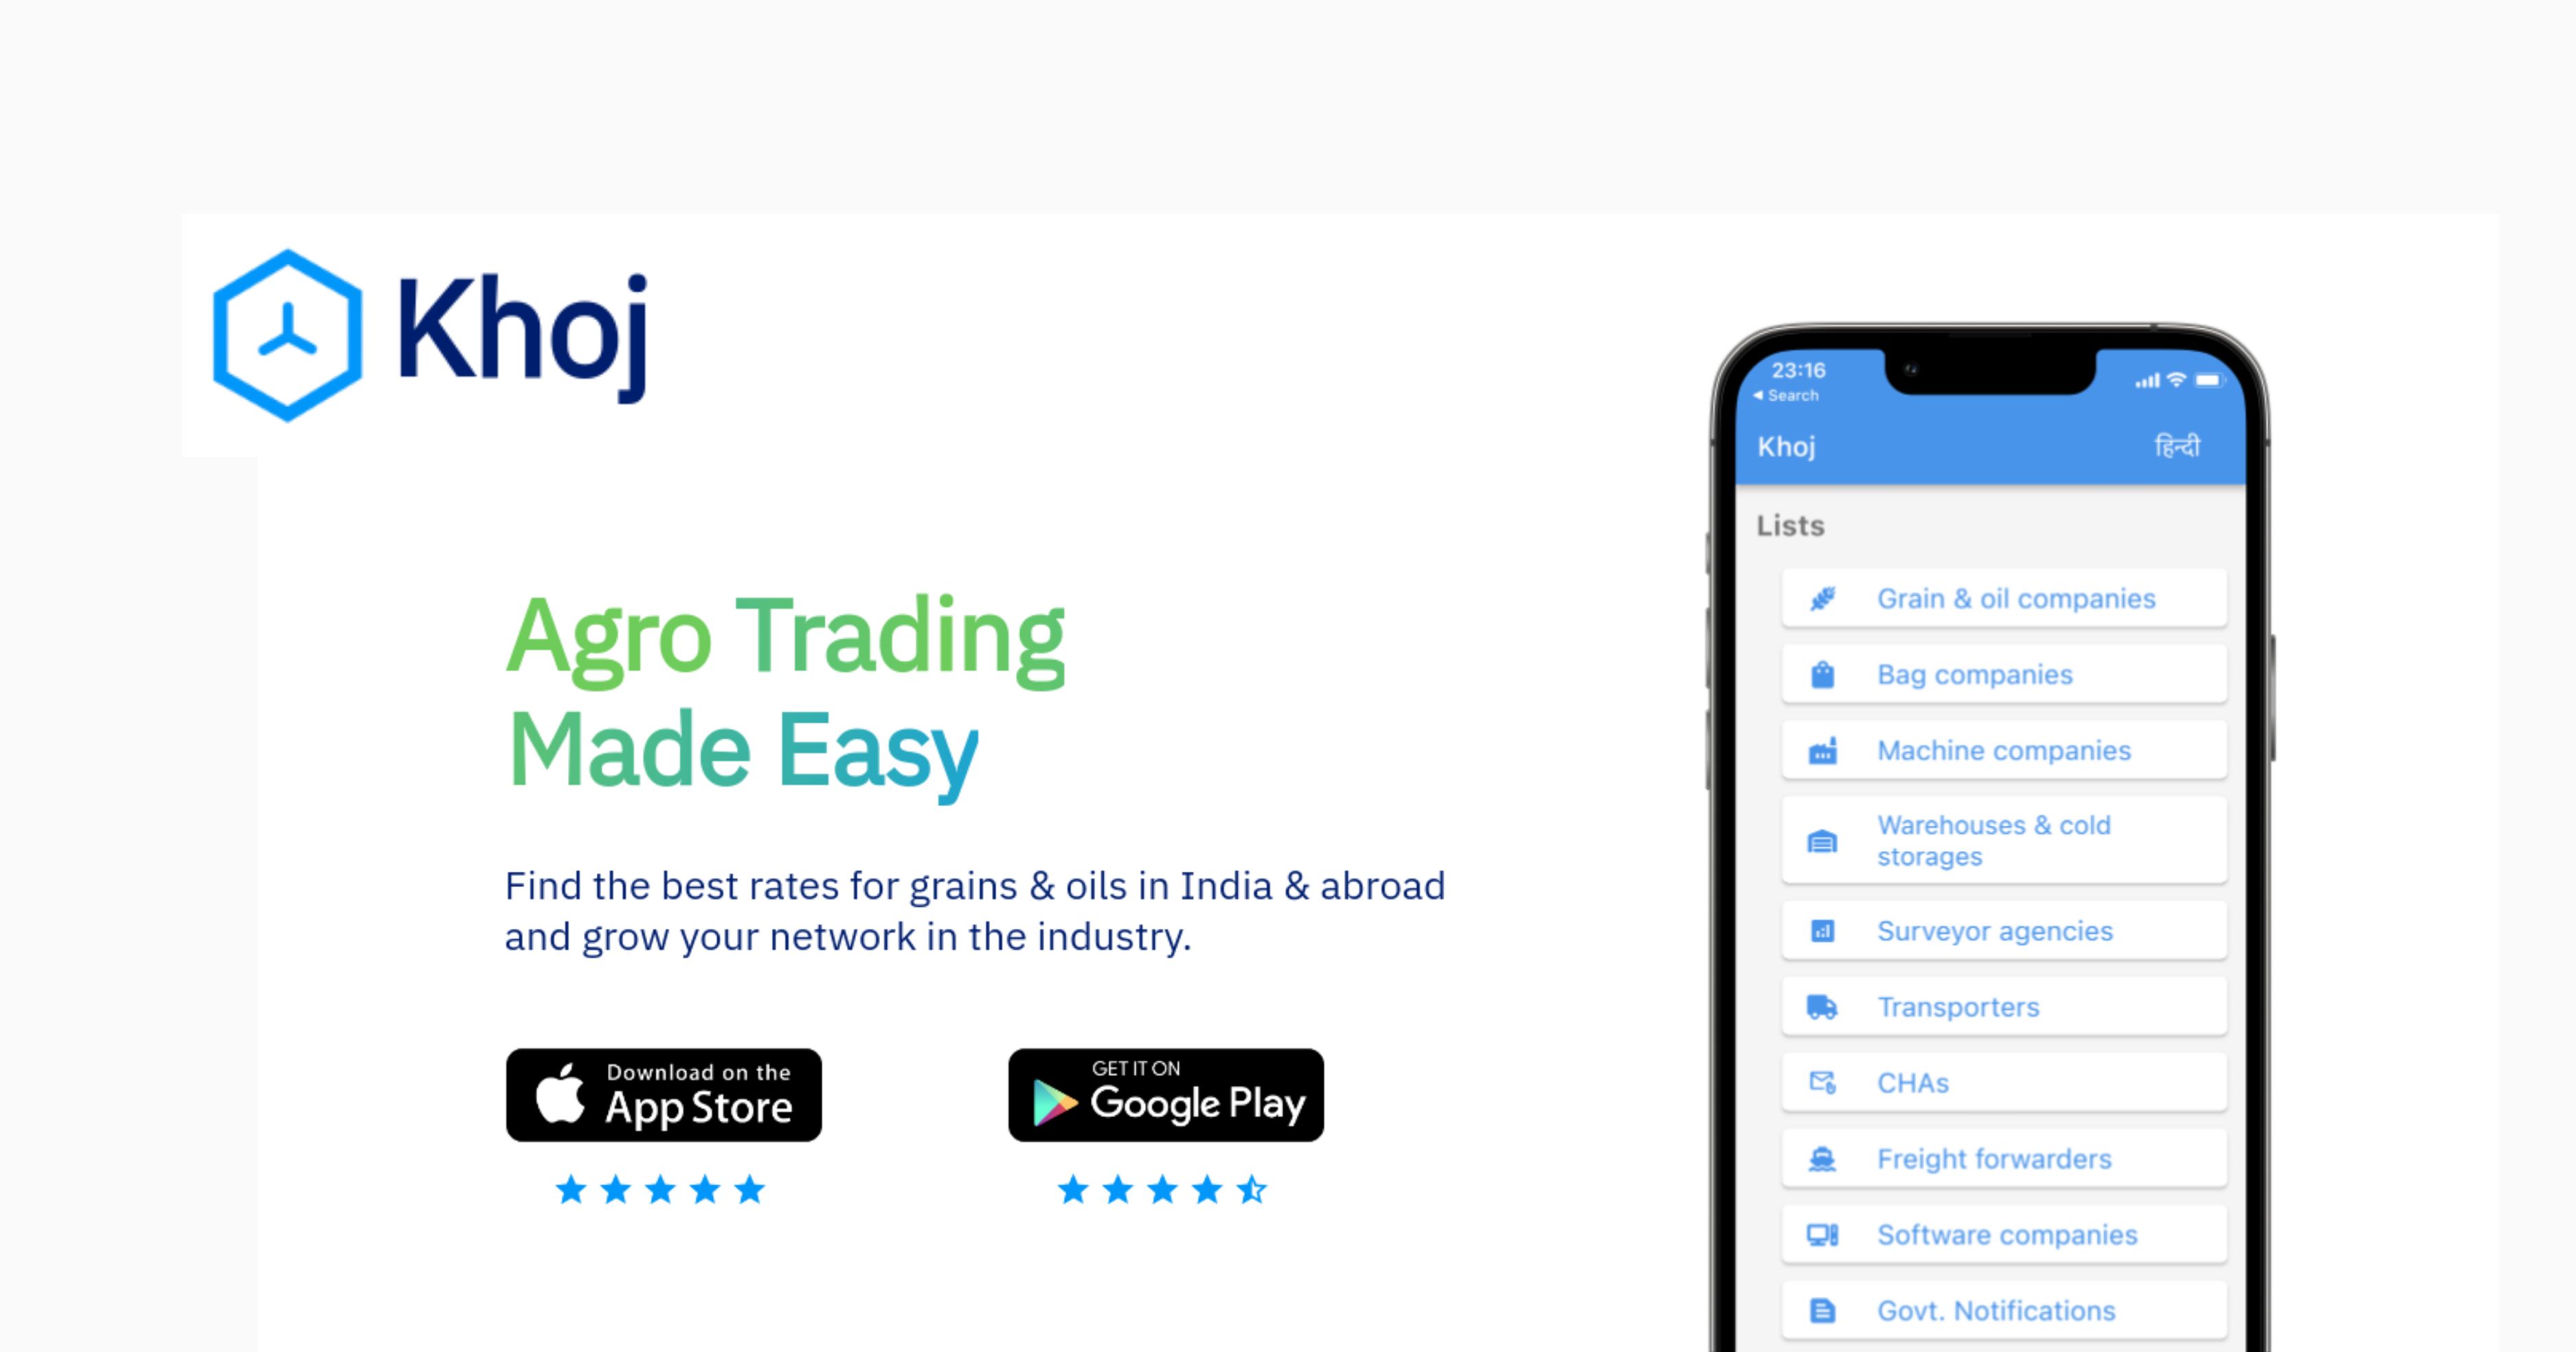 Khoj
Agro Trading
Made Easy
Find the best rates for grains & oils in India & abroad
and grow your network in the industry.
Download on the
App Store
GET IT ON
Google Play
23:16
Search
Khoj
हिन्दी
Lists
Grain & oil companies
Bag companies
Machine companies
Warehouses & cold
storages
Surveyor agencies
Transporters
CHAs
Freight forwarders
Software companies
Govt. Notifications